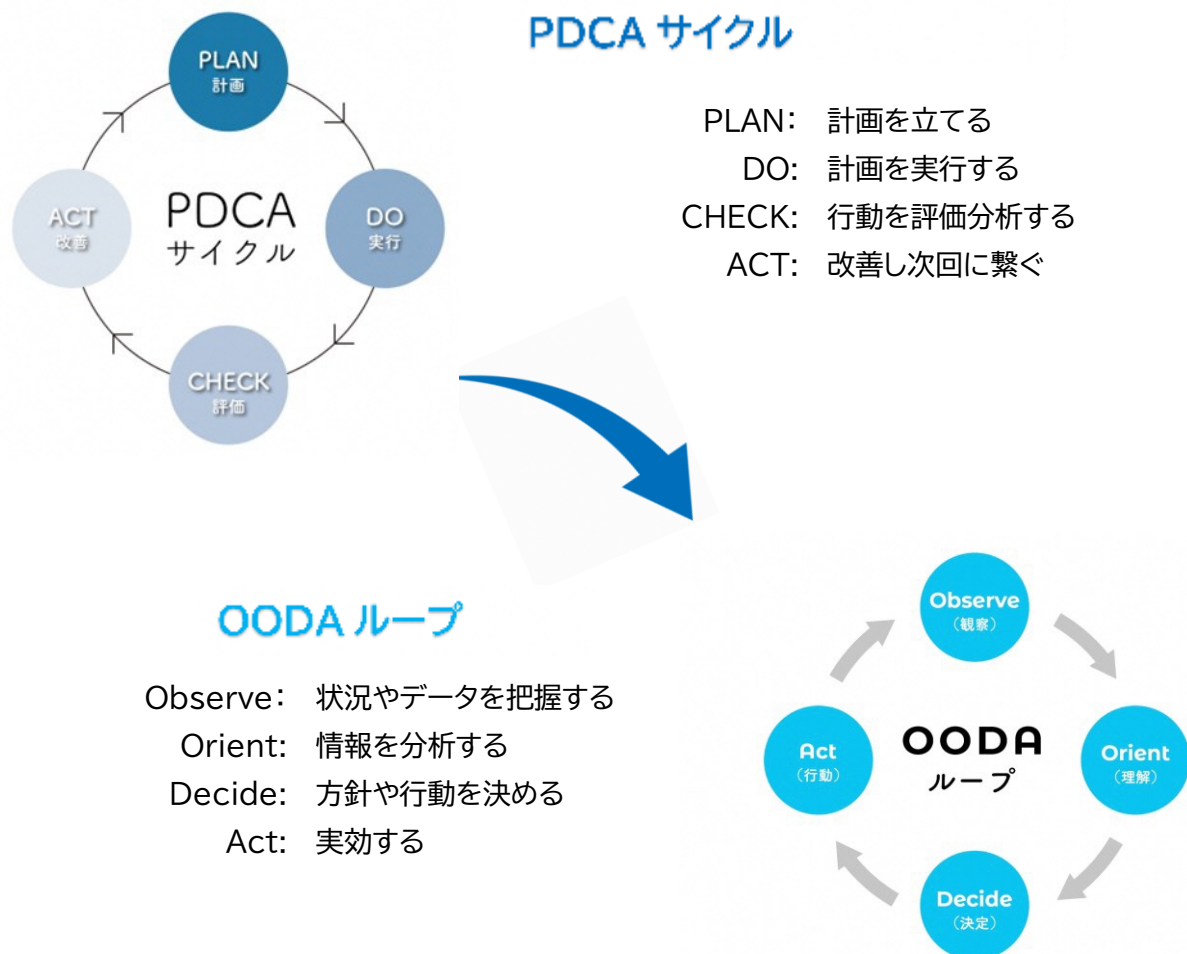 PDCA サイクル
PLAN
計画
DO
実行
CHECK
評価
ACT
改善
PDCA
サイクル
PLAN: 計画を立てる
DO: 計画を実行する
CHECK: 行動を評価分析する
ACT: 改善し次回に繋ぐ
OODA ループ
Observe: 状況やデータを把握する
Orient: 情報を分析する
Decide: 方針や行動を決める
Act: 実効する
Observe
(観察)
Orient
(理解)
Decide
(決定)
Act
(行動)
OODA
ループ